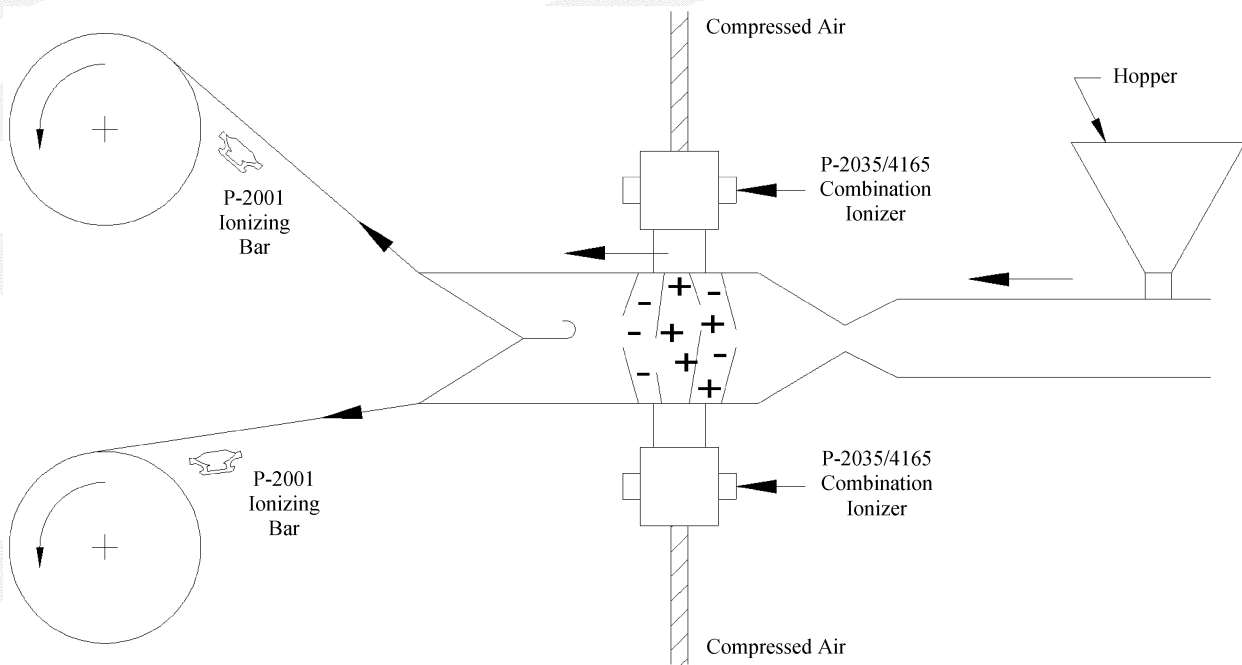 Compressed Air
Hopper
P-2035/4165
Combination
Ionizer
P-2001
Ionizing
Bar
P-2001
Ionizing
Bar
P-2035/4165
Combination
Ionizer
Compressed Air